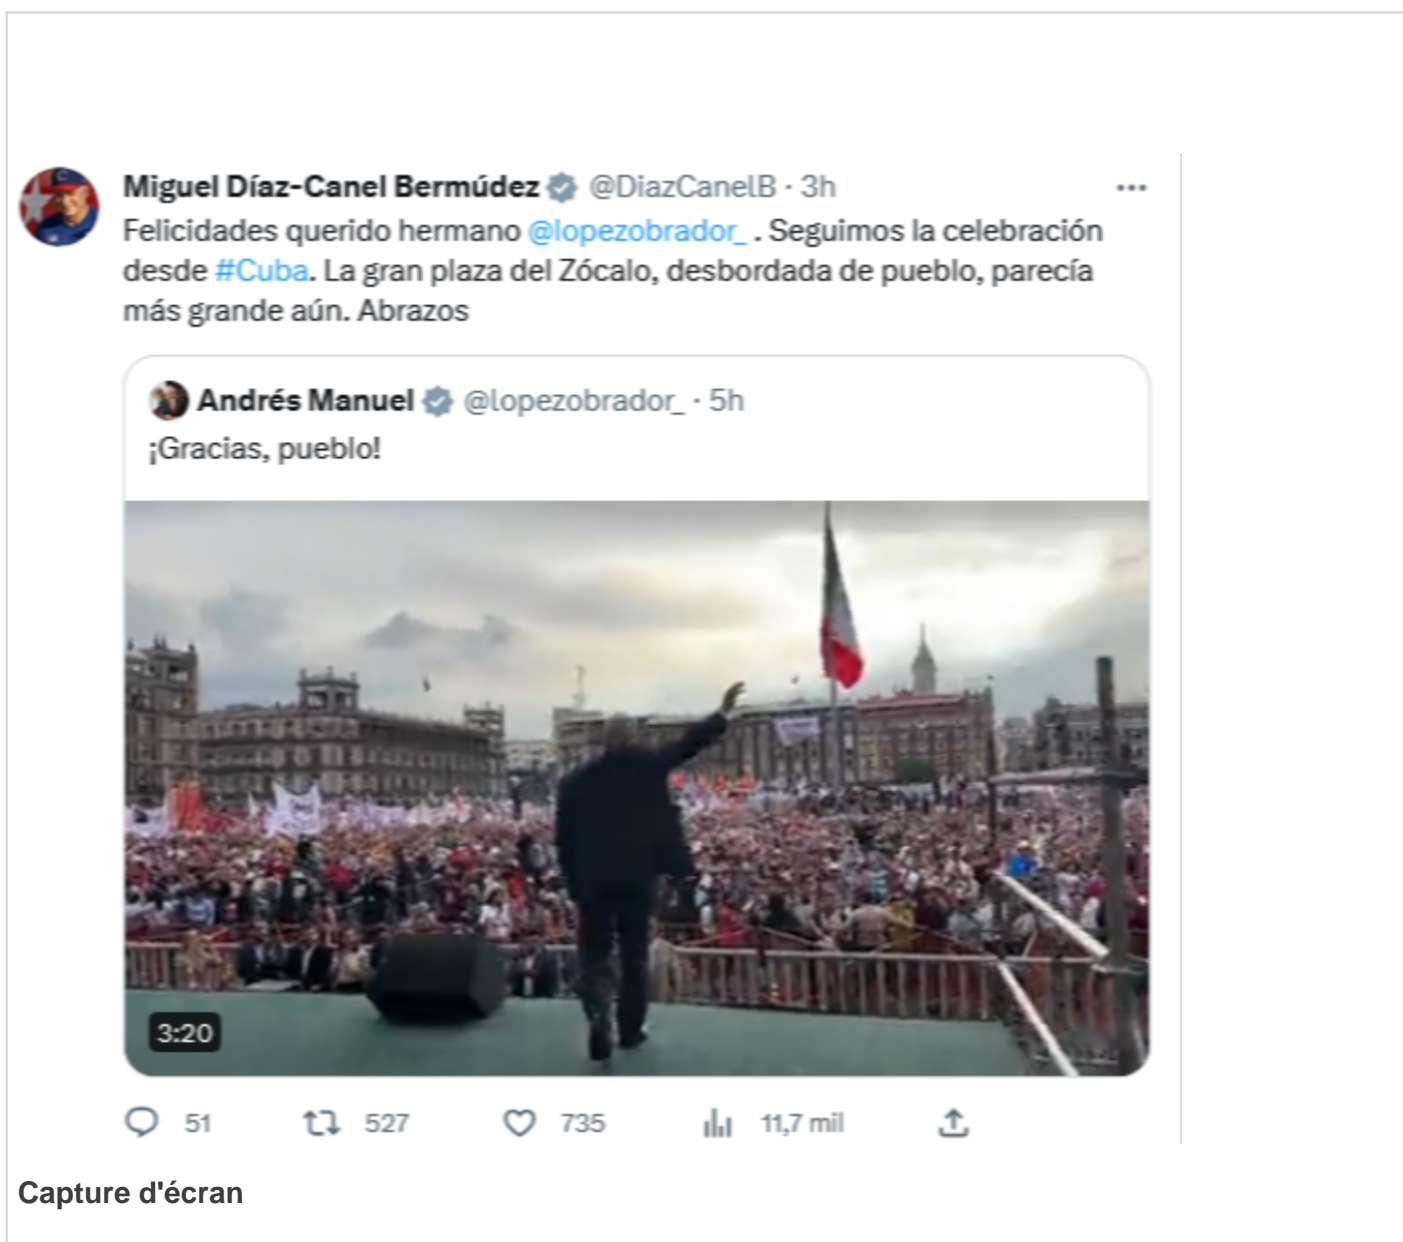 Miguel Díaz-Canel Bermúdez @DiazCanelB · 3h
Felicidades querido hermano @lopezobrador_ . Seguimos la celebración
desde #Cuba. La gran plaza del Zócalo, desbordada de pueblo, parecía
más grande aún. Abrazos
Andrés Manuel @lopezobrador_ · 5h
¡Gracias, pueblo!
3:20
51 527 735 11,7 mil
Capture d'écran